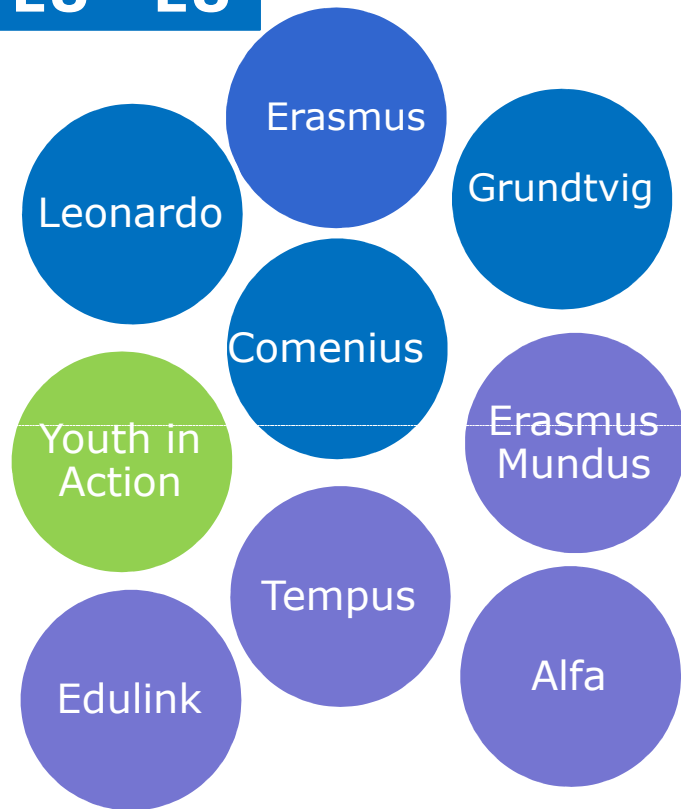 Erasmus
Leonardo
Grundtvig
Comenius
Youth in
Action
Erasmus
Mundus
Tempus
Edulink
Alfa